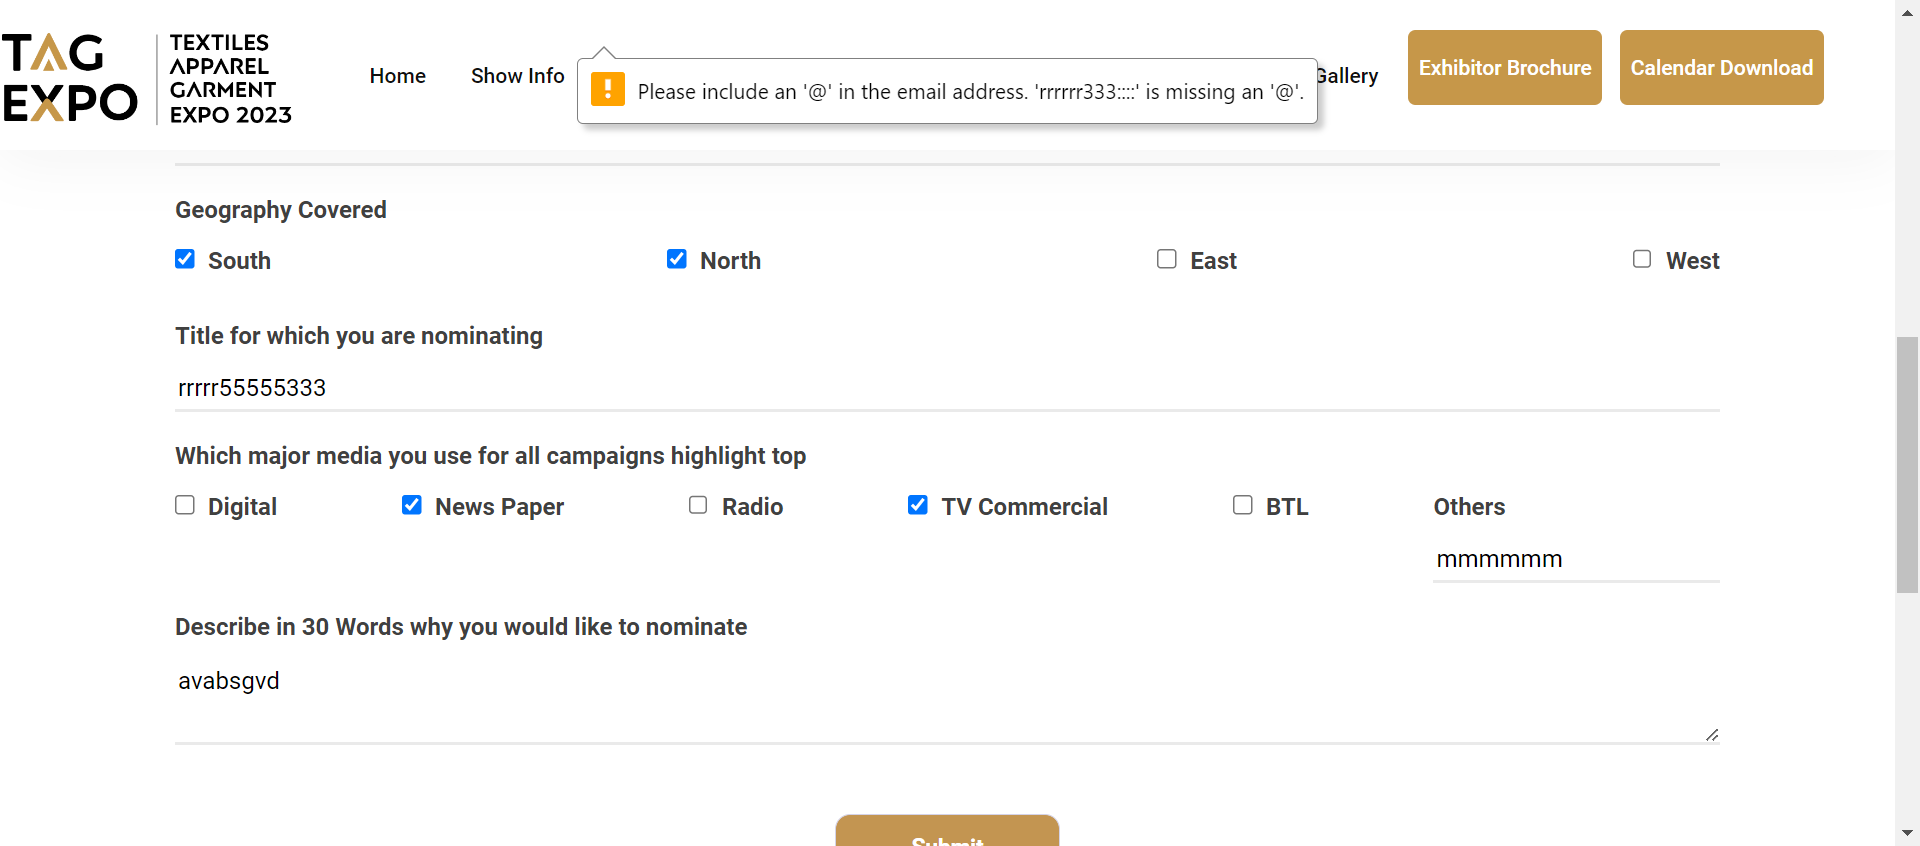 TAG
EXPO
TEXTILES
APPAREL
GARMENT
EXPO 2023
Home
Show Info
Please include an '@' in the email address. 'rrrrrr333::::' is missing an '@'.
Gallery
Exhibitor Brochure
Calendar Download
Geography Covered
South
North
East
West
Title for which you are nominating
rrrrr55555333
Which major media you use for all campaigns highlight top
Digital
News Paper
Radio
TV Commercial
BTL
Others
mmmmmm
Describe in 30 Words why you would like to nominate
avabsgvd
Submit